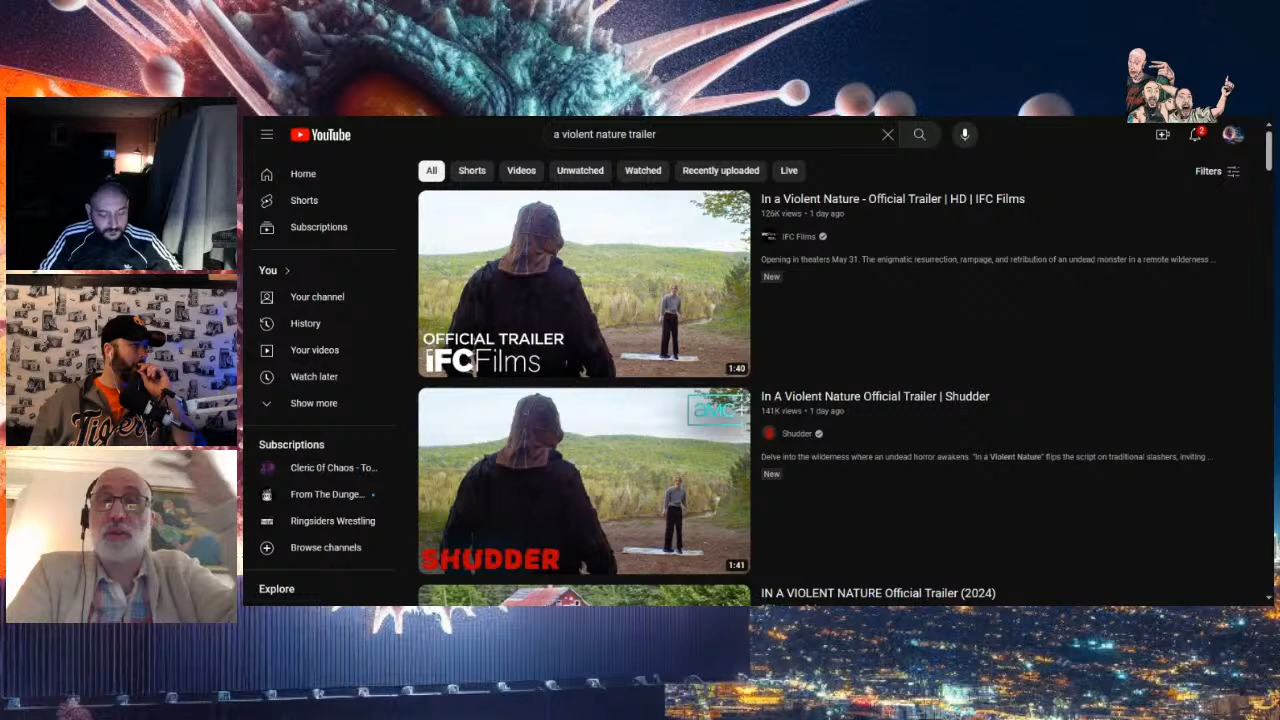 YouTube
a violent nature trailer
2
Home
Shorts
Subscriptions
You
Your channel
History
Your videos
Watch later
Show more
Subscriptions
Cleric Of Chaos - To...
From The Dunge...
Ringsiders Wrestling
Browse channels
Explore
All
Shorts
Videos
Unwatched
Watched
Recently uploaded
Live
Filters
OFFICIAL TRAILER
IFC Films
1:40
In a Violent Nature - Official Trailer | HD | IFC Films
126K views • 1 day ago
IFC Films
Opening in theaters May 31. The enigmatic resurrection, rampage, and retribution of an undead monster in a remote wilderness ...
New
amc+
SHUDDER
1:41
In A Violent Nature Official Trailer | Shudder
141K views • 1 day ago
Shudder
Delve into the wilderness where an undead horror awakens. "In a Violent Nature" flips the script on traditional slashers, inviting ...
New
IN A VIOLENT NATURE Official Trailer (2024)
Tigers